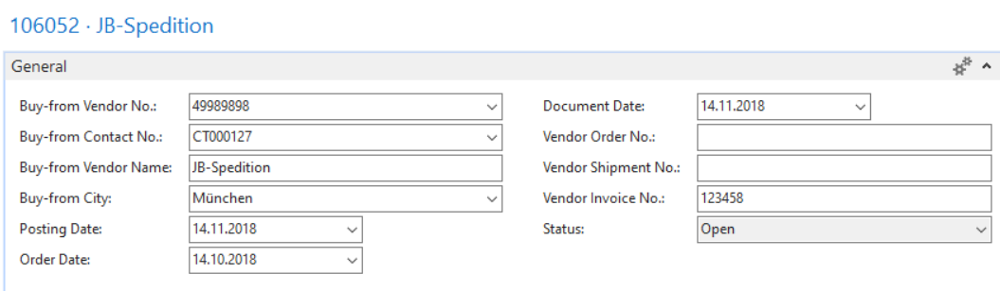 106052 · JB-Spedition
General
Buy-from Vendor No.: 49989898 Document Date: 14.11.2018
Buy-from Contact No.: CT000127 Vendor Order No.:
Buy-from Vendor Name: JB-Spedition Vendor Shipment No.:
Buy-from City: München Vendor Invoice No.: 123458
Posting Date: 14.11.2018 Status: Open
Order Date: 14.10.2018